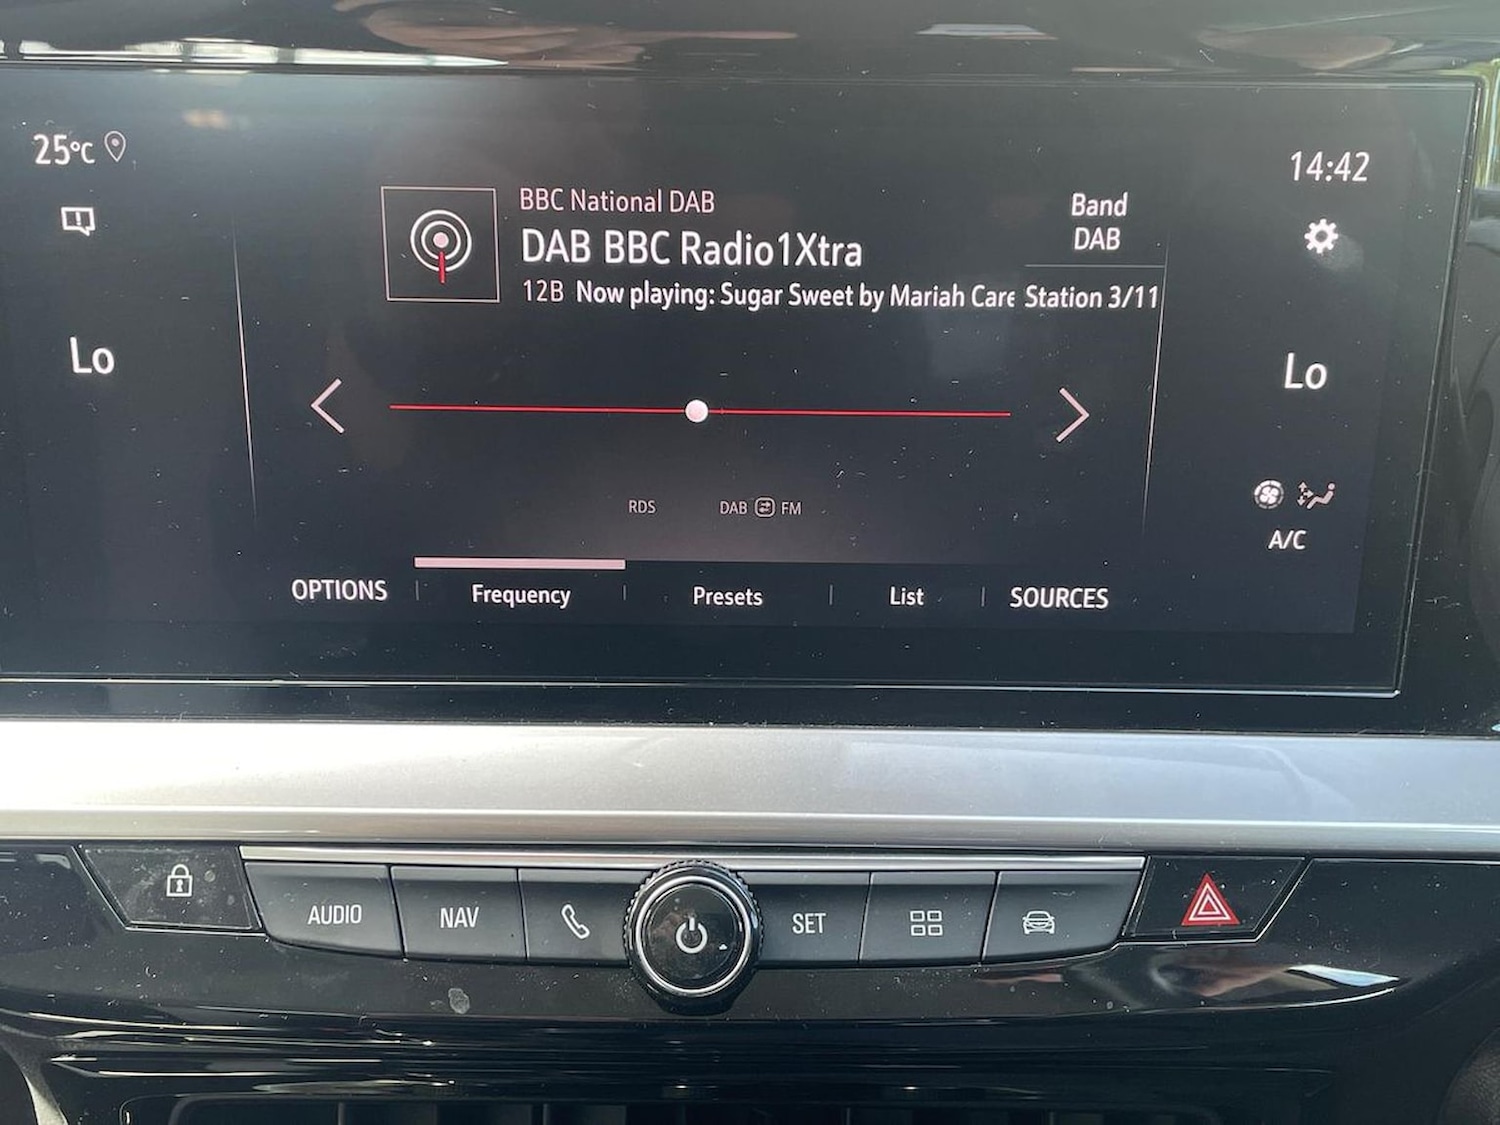 25°C
14:42
BBC National DAB
DAB BBC Radio1Xtra
12B Now playing: Sugar Sweet by Mariah Care
Band
DAB
Station 3/11
Lo
Lo
RDS
DAB FM
A/C
OPTIONS
Frequency
Presets
List
SOURCES
AUDIO
NAV
SET